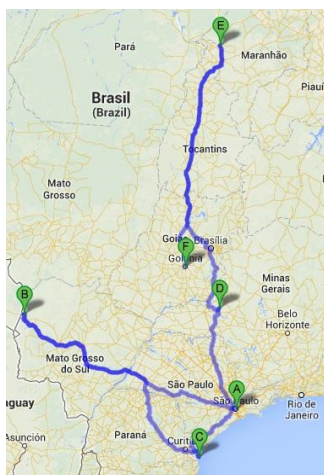 E
Pará
Maranhão
Brasil
(Brazil)
Piauí
Tocantins
Mato
Grosso
Goiás
F
Brasília
Goiânia
B
D
Minas
Gerais
Belo
Horizonte
Mato Grosso
do Sul
São Paulo
A
São Paulo
Rio de
Janeiro
aguay
Paraná
Curitiba
C
Asunción